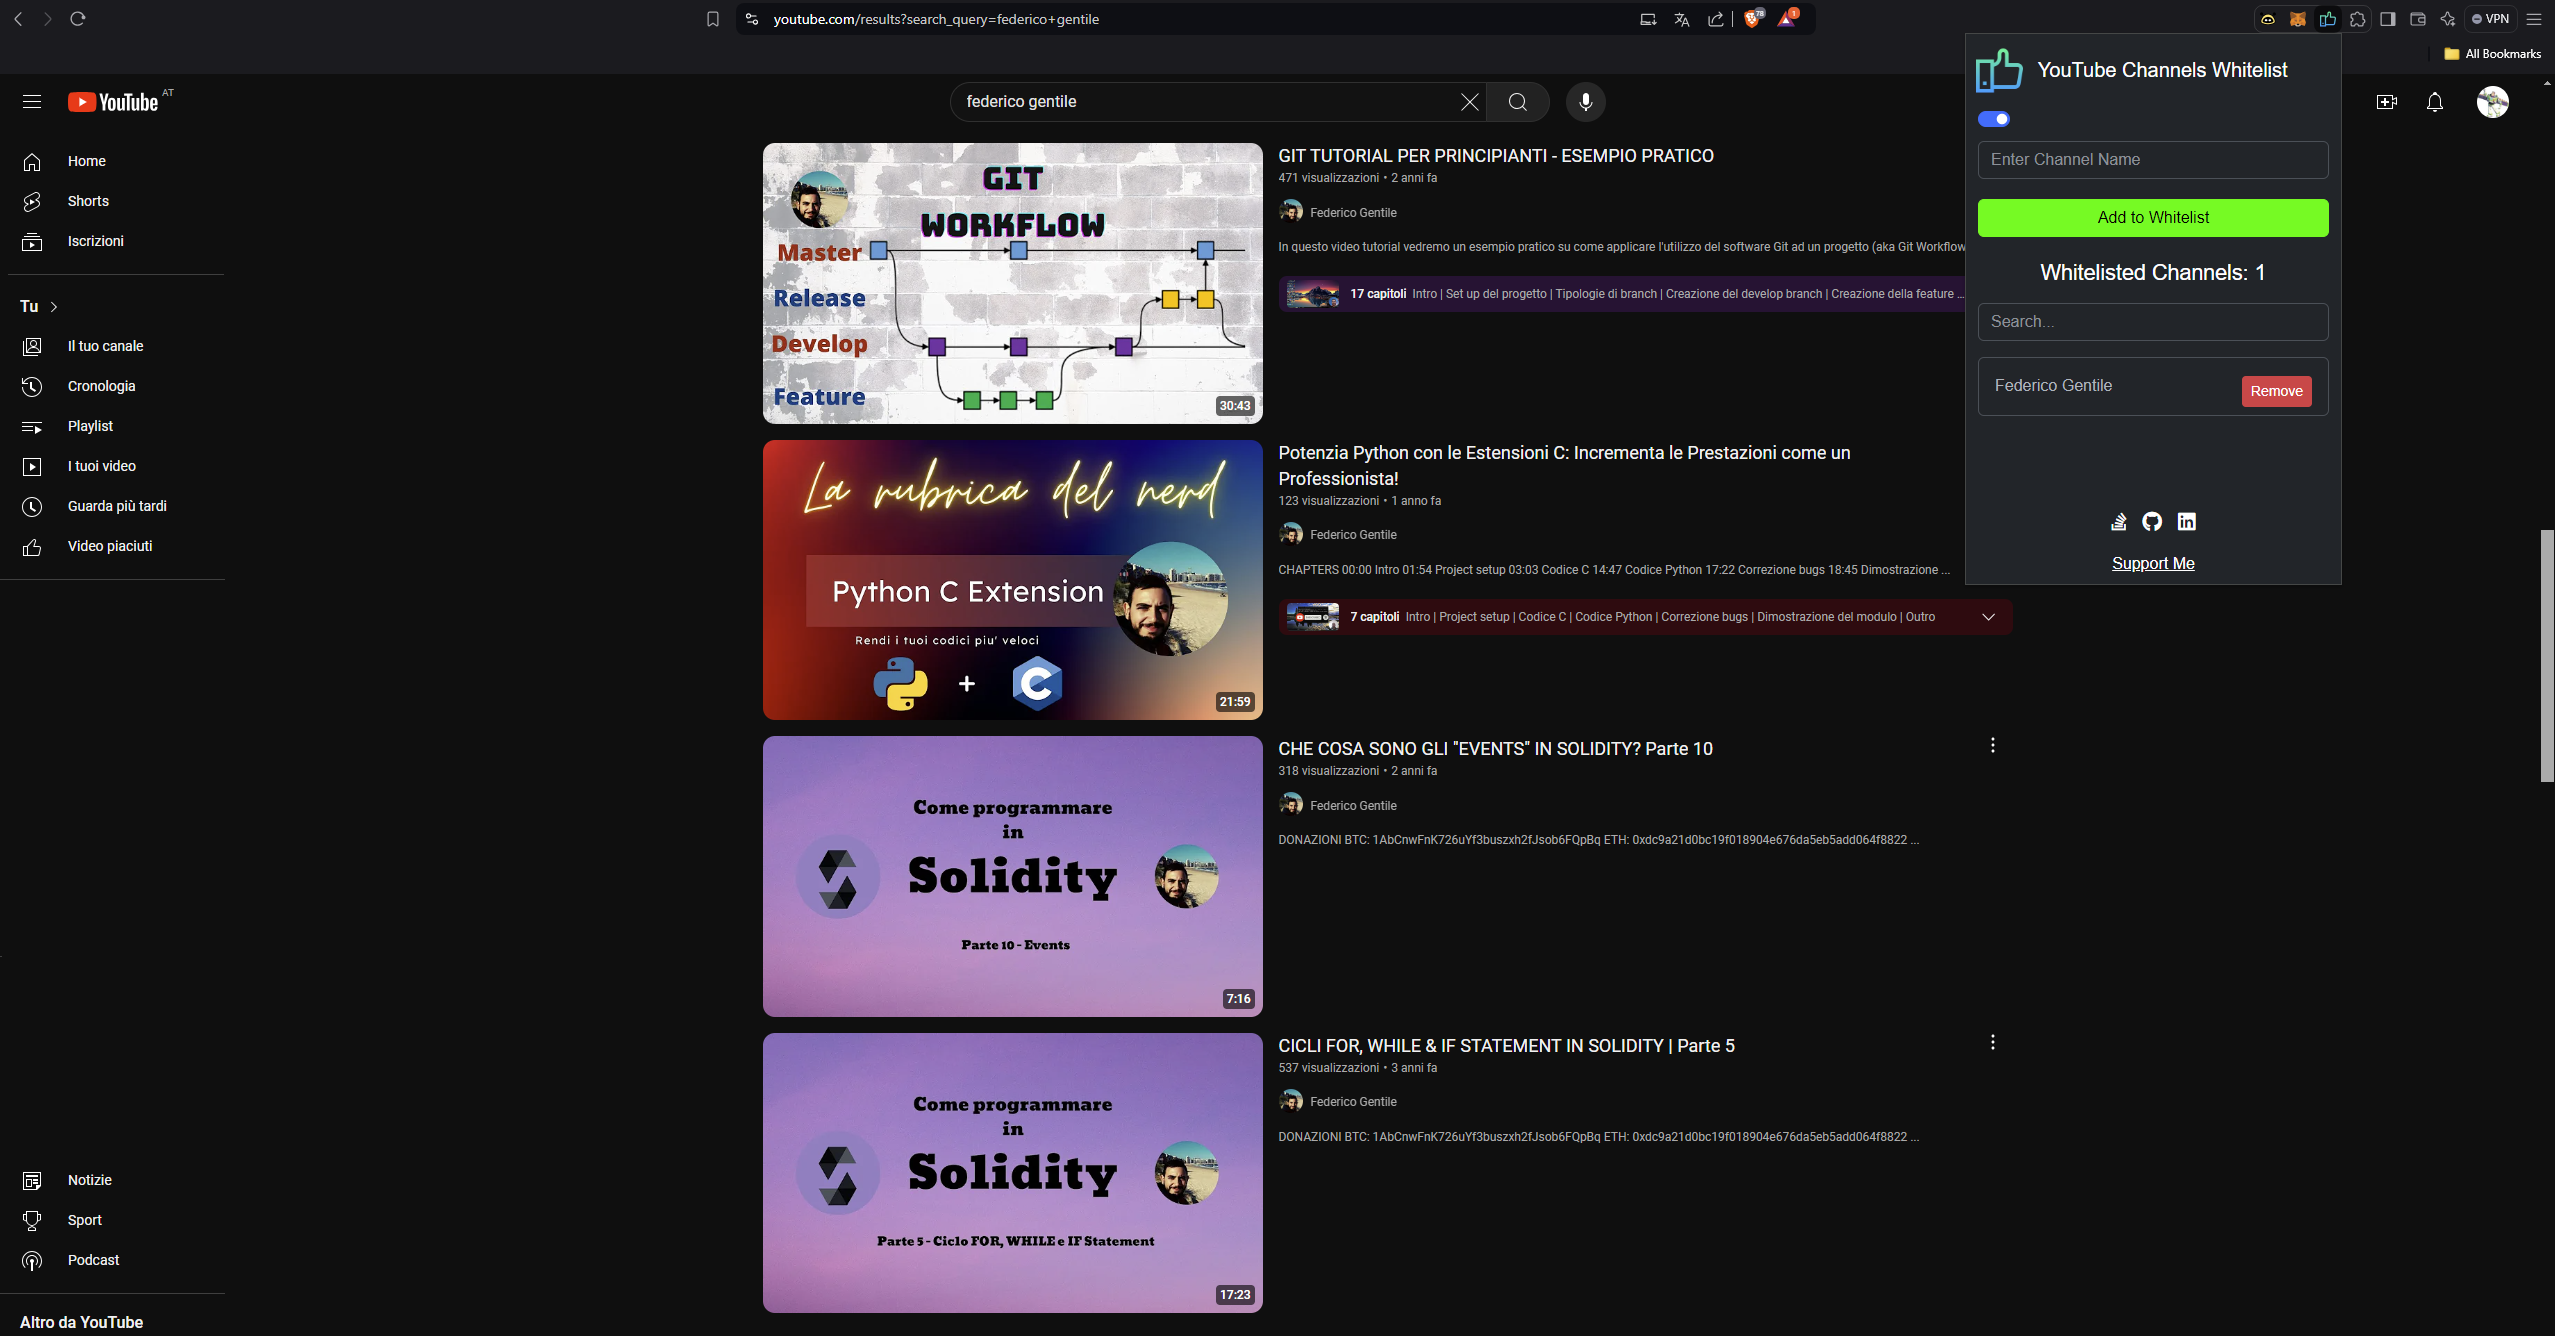 youtube.com/results?search_query=federico+gentile
78
1
VPN
All Bookmarks
YouTube AT
federico gentile
Home
Shorts
Iscrizioni
Tu
Il tuo canale
Cronologia
Playlist
I tuoi video
Guarda più tardi
Video piaciuti
Notizie
Sport
Podcast
Altro da YouTube
GIT
WORKFLOW
Master
Release
Develop
Feature
30:43
GIT TUTORIAL PER PRINCIPIANTI - ESEMPIO PRATICO
471 visualizzazioni • 2 anni fa
Federico Gentile
In questo video tutorial vedremo un esempio pratico su come applicare l'utilizzo del software Git ad un progetto (aka Git Workflow
17 capitoli Intro | Set up del progetto | Tipologie di branch | Creazione del develop branch | Creazione della feature ...
La rubrica del nerd
Python C Extension
Rendi i tuoi codici piu' veloci
+
C
21:59
Potenzia Python con le Estensioni C: Incrementa le Prestazioni come un
Professionista!
123 visualizzazioni • 1 anno fa
Federico Gentile
CHAPTERS 00:00 Intro 01:54 Project setup 03:03 Codice C 14:47 Codice Python 17:22 Correzione bugs 18:45 Dimostrazione ...
7 capitoli Intro | Project setup | Codice C | Codice Python | Correzione bugs | Dimostrazione del modulo | Outro
Come programmare
in
Solidity
Parte 10 - Events
7:16
CHE COSA SONO GLI "EVENTS" IN SOLIDITY? Parte 10
318 visualizzazioni • 2 anni fa
Federico Gentile
DONAZIONI BTC: 1AbCnwFnK726uYf3buszxh2fJsob6FQpBq ETH: 0xdc9a21d0bc19f018904e676da5eb5add064f8822 ...
Come programmare
in
Solidity
Parte 5 - Ciclo FOR, WHILE e IF Statement
17:23
CICLI FOR, WHILE & IF STATEMENT IN SOLIDITY | Parte 5
537 visualizzazioni • 3 anni fa
Federico Gentile
DONAZIONI BTC: 1AbCnwFnK726uYf3buszxh2fJsob6FQpBq ETH: 0xdc9a21d0bc19f018904e676da5eb5add064f8822 ...
YouTube Channels Whitelist
Enter Channel Name
Add to Whitelist
Whitelisted Channels: 1
Search...
Federico Gentile
Remove
Support Me